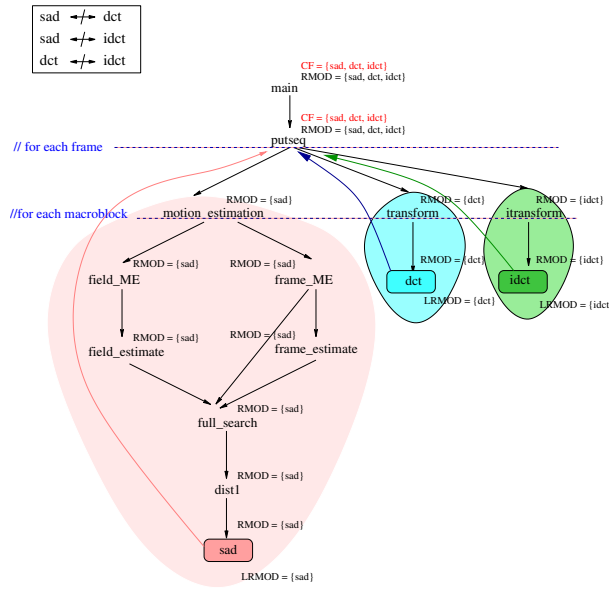 sad dct
sad idct
dct idct
CF = {sad, dct, idct}
RMOD = {sad, dct, idct}
main
CF = {sad, dct, idct}
RMOD = {sad, dct, idct}
putseq
// for each frame
RMOD = {sad}
RMOD = {dct}
RMOD = {idct}
//for each macroblock
motion_estimation
transform
itransform
RMOD = {sad}
RMOD = {sad}
RMOD = {dct}
RMOD = {idct}
field_ME
frame_ME
dct
idct
LRMOD = {dct}
LRMOD = {idct
RMOD = {sad}
RMOD = {sad}
field_estimate
frame_estimate
RMOD = {sad}
full_search
RMOD = {sad}
dist1
RMOD = {sad}
sad
LRMOD = {sad}